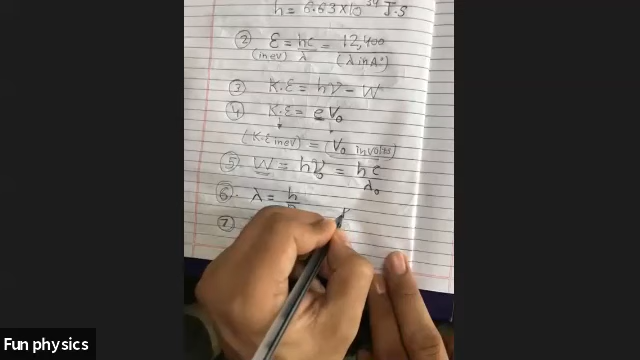 h = 6.63×10^-34 J.S
② Ɛ = hc/λ = 12,400/(λ in A°)
(in ev)
③ K.Ɛ = hν - W
④ K.Ɛ = eV₀
(K.Ɛ in ev) = (V₀ in volts)
⑤ W = hν₀ = hc/λ₀
⑥ λ = h/
⑦
Fun physics